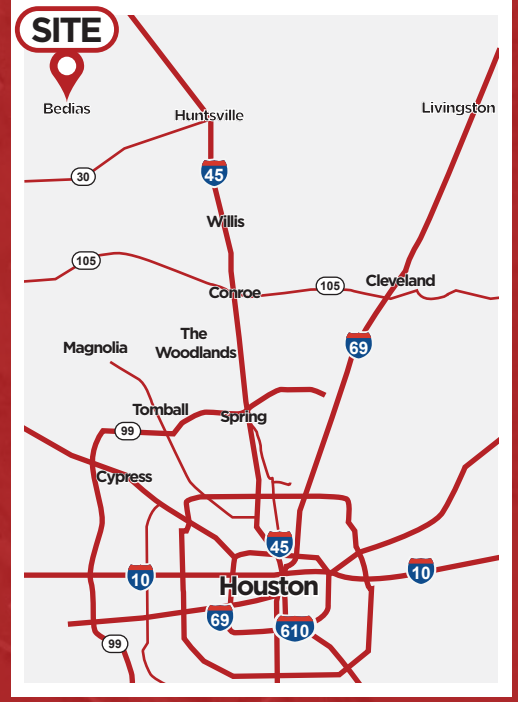 SITE
Bedias
Huntsville
Livingston
30
45
Willis
105
105
Cleveland
Conroe
The
Woodlands
69
Magnolia
Tomball
Spring
99
Cypress
45
10
10
Houston
69
610
99